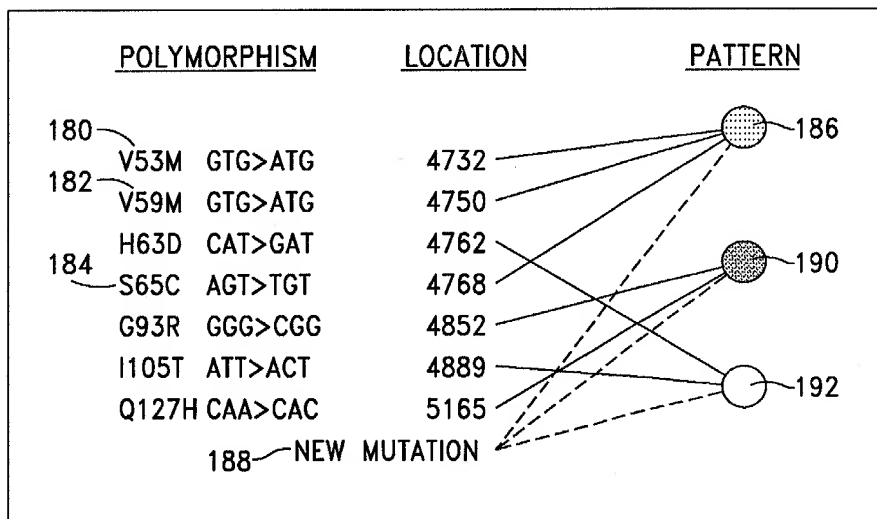 POLYMORPHISM LOCATION PATTERN
180 186
V53M GTG>ATG 4732
182
V59M GTG>ATG 4750
H63D CAT>GAT 4762
184 190
S65C AGT>TGT 4768
G93R GGG>CGG 4852
I105T ATT>ACT 4889 192
Q127H CAA>CAC 5165
188 NEW MUTATION